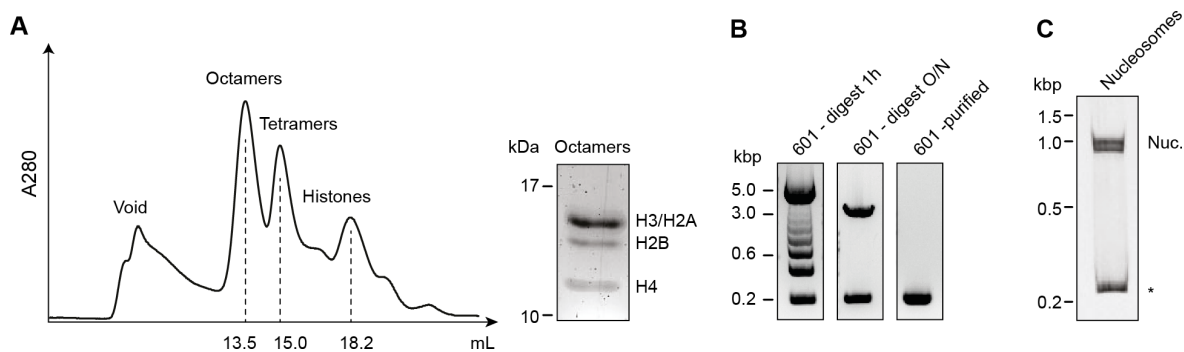 A
A280
Void
Octamers
Tetramers
Histones
13.5
15.0
18.2
mL
kDa
Octamers
17
10
H3/H2A
H2B
H4
B
601 - digest 1h
601 - digest O/N
601 -purified
kbp
5.0
3.0
0.6
0.2
C
Nucleosomes
kbp
1.5
1.0
0.5
0.2
Nuc.
*